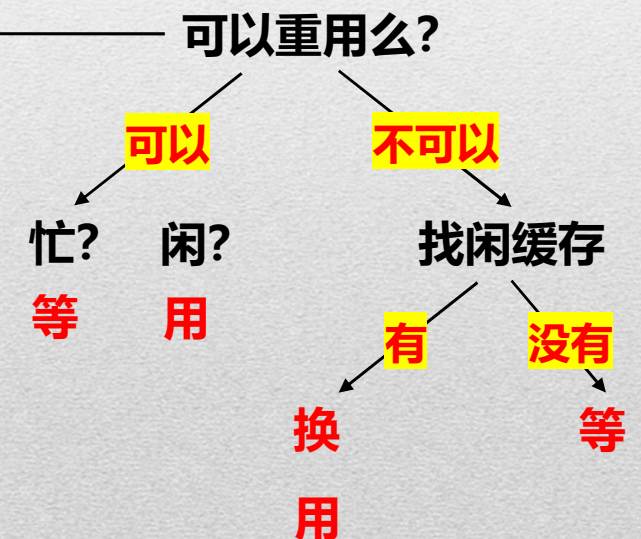 可以重用么?
可以
不可以
忙?
闲?
找闲缓存
等
用
有
没有
换
等
用